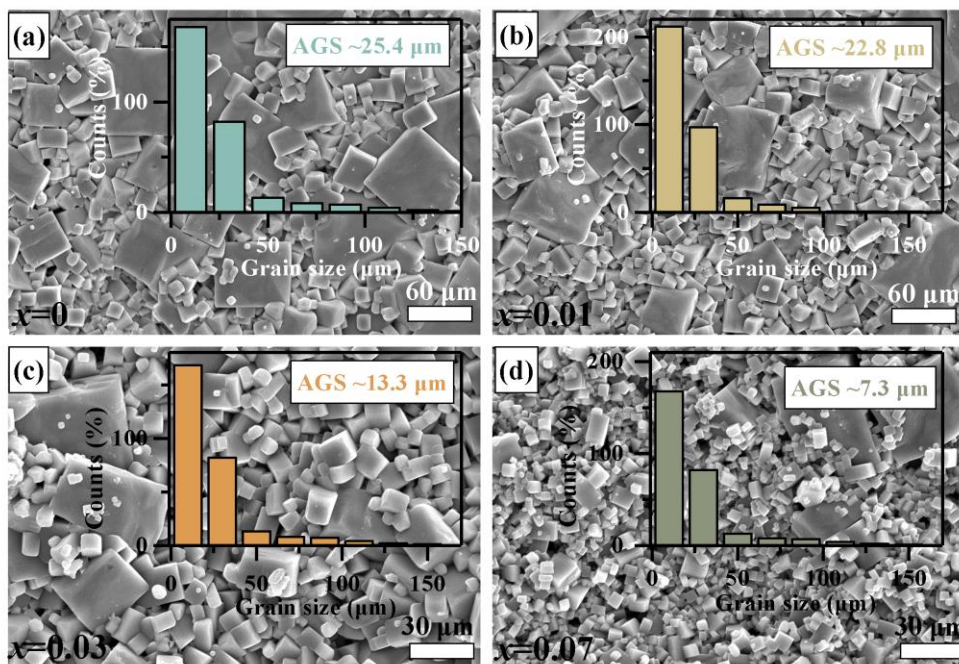 (a)
AGS ~25.4 μm
Counts (%)
100
0
0 50 100 150
Grain size (μm)
60 μm
x=0
(b)
AGS ~22.8 μm
Counts (%)
200
100
0
0 50 100 150
Grain size (μm)
60 μm
x=0.01
(c)
AGS ~13.3 μm
Counts (%)
100
0
0 50 100 150
Grain size (μm)
30 μm
x=0.03
(d)
AGS ~7.3 μm
Counts (%)
200
100
0
0 50 100 150
Grain size (μm)
30 μm
x=0.07